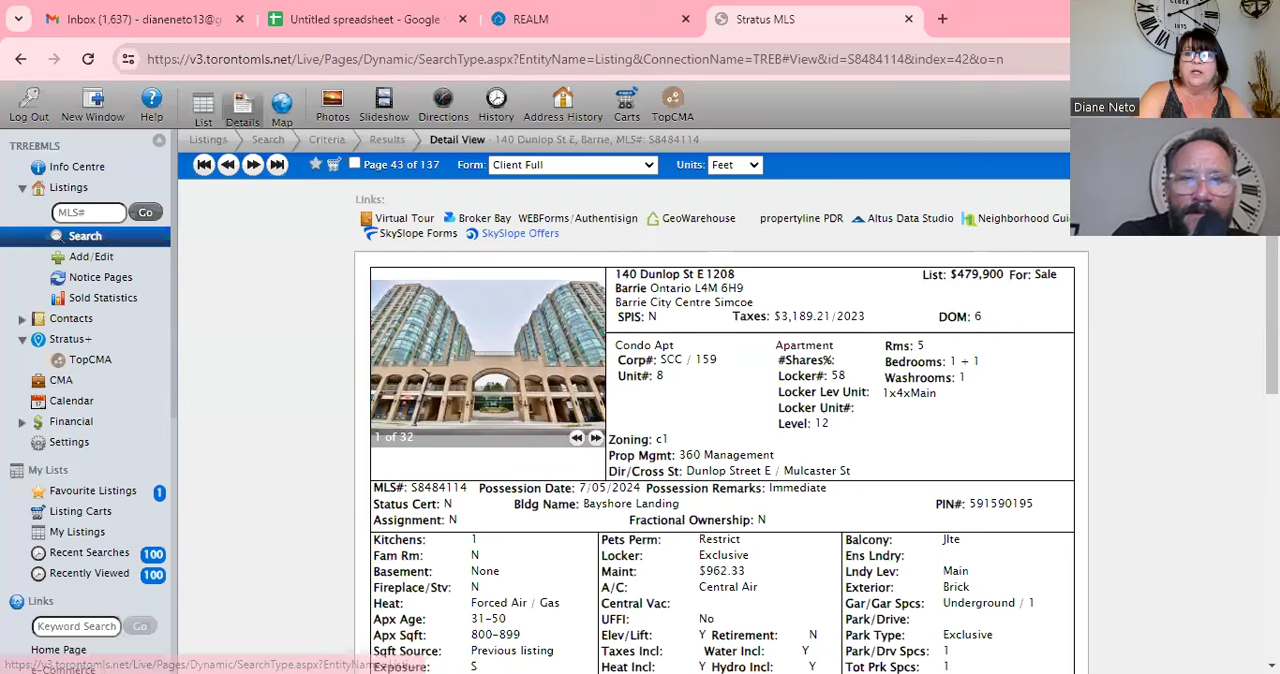 Inbox (1,637) - dianeneto13@g
Untitled spreadsheet - Google
REALM
Stratus MLS
https://v3.torontomls.net/Live/Pages/Dynamic/SearchType.aspx?EntityName=Listing&ConnectionName=TREB#View&id=S8484114&index=42&o=n
Log Out New Window Help List Details Map Photos Slideshow Directions History Address History Carts TopCMA
Diane Neto
TRREBMLS
Listings Search Criteria Results Detail View - 140 Dunlop St E, Barrie, MLS#: S8484114
Page 43 of 137 Form: Client Full Units: Feet
Info Centre
Listings
MLS# Go
Search
Add/Edit
Notice Pages
Sold Statistics
Contacts
Stratus+
TopCMA
CMA
Calendar
Financial
Settings
My Lists
Favourite Listings 1
Listing Carts
My Listings
Recent Searches 100
Recently Viewed 100
Links
Keyword Search Go
Home Page
https://v3.torontomls.net/Live/Pages/Dynamic/SearchType.aspx?EntityName=
Links:
Virtual Tour Broker Bay WEBForms/Authentisign GeoWarehouse propertyline PDR Altus Data Studio Neighborhood Gui
SkySlope Forms SkySlope Offers
140 Dunlop St E 1208 List: $479,900 For: Sale
Barrie Ontario L4M 6H9
Barrie City Centre Simcoe
SPIS: N Taxes: $3,189.21/2023 DOM: 6
Condo Apt Apartment Rms: 5
Corp#: SCC / 159 #Shares%: Bedrooms: 1 + 1
Unit#: 8 Locker#: 58 Washrooms: 1
Locker Lev Unit: 1x4xMain
Locker Unit#:
Level: 12
1 of 32
Zoning: c1
Prop Mgmt: 360 Management
Dir/Cross St: Dunlop Street E / Mulcaster St
MLS#: S8484114 Possession Date: 7/05/2024 Possession Remarks: Immediate
Status Cert: N Bldg Name: Bayshore Landing PIN#: 591590195
Assignment: N Fractional Ownership: N
Kitchens: 1 Pets Perm: Restrict Balcony: Jlte
Fam Rm: N Locker: Exclusive Ens Lndry:
Basement: None Maint: $962.33 Lndy Lev: Main
Fireplace/Stv: N A/C: Central Air Exterior: Brick
Heat: Forced Air / Gas Central Vac: Gar/Gar Spcs: Underground / 1
Apx Age: 31-50 UFFI: No Park/Drive:
Apx Sqft: 800-899 Elev/Lift: Y Retirement: N Park Type: Exclusive
Sqft Source: Previous listing Taxes Incl: Water Incl: Y Park/Drv Spcs: 1
Exposure: S Heat Incl: Y Hydro Incl: Y Tot Prk Spcs: 1